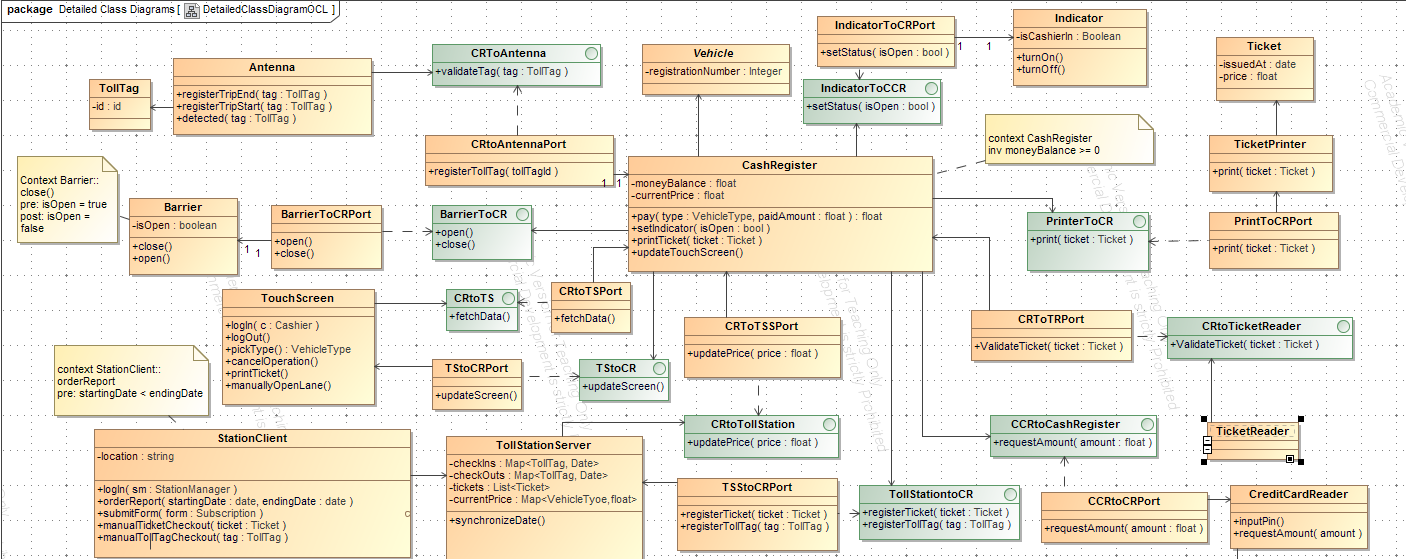 package Detailed Class Diagrams [ DetailedClassDiagramOCL ]
CRToAntenna
+validateTag( tag : TollTag )
Vehicle
-registrationNumber : Integer
IndicatorToCRPort
+setStatus( isOpen : bool )
1 1
Indicator
-isCashierIn : Boolean
+turnOn()
+turnOff()
Ticket
-issuedAt : date
-price : float
TollTag
-id : id
Antenna
+registerTripEnd( tag : TollTag )
+registerTripStart( tag : TollTag )
+detected( tag : TollTag )
IndicatorToCCR
+setStatus( isOpen : bool )
context CashRegister
inv moneyBalance >= 0
TicketPrinter
+print( ticket : Ticket )
CRtoAntennaPort
+registerTollTag( tollTagId )
1 1
CashRegister
-moneyBalance : float
-currentPrice : float
+pay( type : VehicleType, paidAmount : float ) : float
+setIndicator( isOpen : bool )
+printTicket( ticket : Ticket )
+updateTouchScreen()
Context Barrier::
close()
pre: isOpen = true
post: isOpen =
false
Barrier
-isOpen : boolean
+close()
+open()
1 1
BarrierToCRPort
+open()
+close()
BarrierToCR
+open()
+close()
PrinterToCR
+print( ticket : Ticket )
PrintToCRPort
+print( ticket : Ticket )
TouchScreen
+logIn( c : Cashier )
+logOut()
+pickType() : VehicleType
+cancelOperation()
+printTicket()
+manuallyOpenLane()
CRtoTS
+fetchData()
CRtoTSPort
+fetchData()
CRToTSSPort
+updatePrice( price : float )
CRToTRPort
+ValidateTicket( ticket : Ticket )
CRtoTicketReader
+ValidateTicket( ticket : Ticket )
context StationClient::
orderReport
pre: startingDate < endingDate
TStoCRPort
+updateScreen()
TStoCR
+updateScreen()
CRtoTollStation
+updatePrice( price : float )
CCRtoCashRegister
+requestAmount( amount : float )
TicketReader
StationClient
-location : string
+logIn( sm : StationManager )
+orderReport( startingDate : date, endingDate : date )
+submitForm( form : Subscription )
+manualTicketCheckout( ticket : Ticket )
+manualTollTagCheckout( tag : TollTag )
TollStationServer
-checkIns : Map<TollTag, Date>
-checkOuts : Map<TollTag, Date>
-tickets : List<Ticket>
-currentPrice : Map<VehicleTyoe,float>
+synchronizeDate()
TSStoCRPort
+registerTicket( ticket : Ticket )
+registerTollTag( tag : TollTag )
TollStationtoCR
+registerTicket( ticket : Ticket )
+registerTollTag( tag : TollTag )
CCRtoCRPort
+requestAmount( amount : float )
CreditCardReader
+inputPin()
+requestAmount( amount )